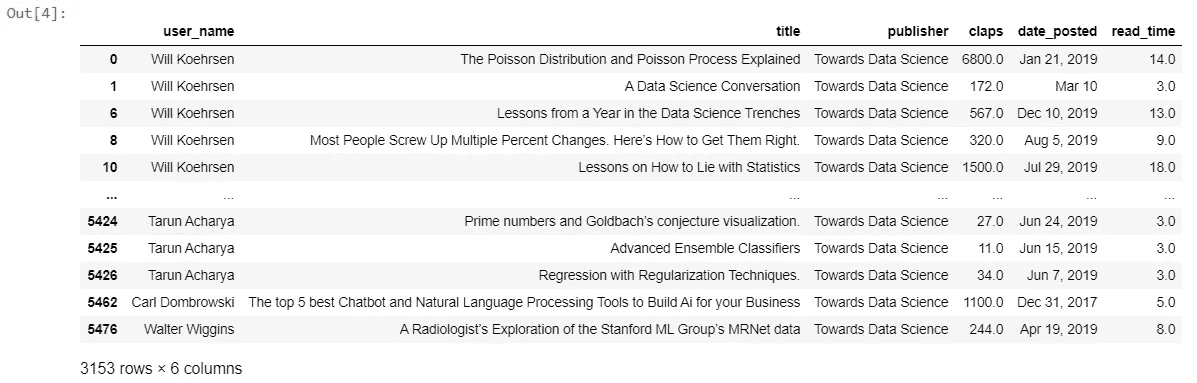 Out[4]:
user_name title publisher claps date_posted read_time
0 Will Koehrsen The Poisson Distribution and Poisson Process Explained Towards Data Science 6800.0 Jan 21, 2019 14.0
1 Will Koehrsen A Data Science Conversation Towards Data Science 172.0 Mar 10 3.0
6 Will Koehrsen Lessons from a Year in the Data Science Trenches Towards Data Science 567.0 Dec 10, 2019 13.0
8 Will Koehrsen Most People Screw Up Multiple Percent Changes. Here’s How to Get Them Right. Towards Data Science 320.0 Aug 5, 2019 9.0
10 Will Koehrsen Lessons on How to Lie with Statistics Towards Data Science 1500.0 Jul 29, 2019 18.0
... ... ... ... ... ... ...
5424 Tarun Acharya Prime numbers and Goldbach’s conjecture visualization. Towards Data Science 27.0 Jun 24, 2019 3.0
5425 Tarun Acharya Advanced Ensemble Classifiers Towards Data Science 11.0 Jun 15, 2019 3.0
5426 Tarun Acharya Regression with Regularization Techniques. Towards Data Science 34.0 Jun 7, 2019 3.0
5462 Carl Dombrowski The top 5 best Chatbot and Natural Language Processing Tools to Build Ai for your Business Towards Data Science 1100.0 Dec 31, 2017 5.0
5476 Walter Wiggins A Radiologist’s Exploration of the Stanford ML Group’s MRNet data Towards Data Science 244.0 Apr 19, 2019 8.0
3153 rows × 6 columns